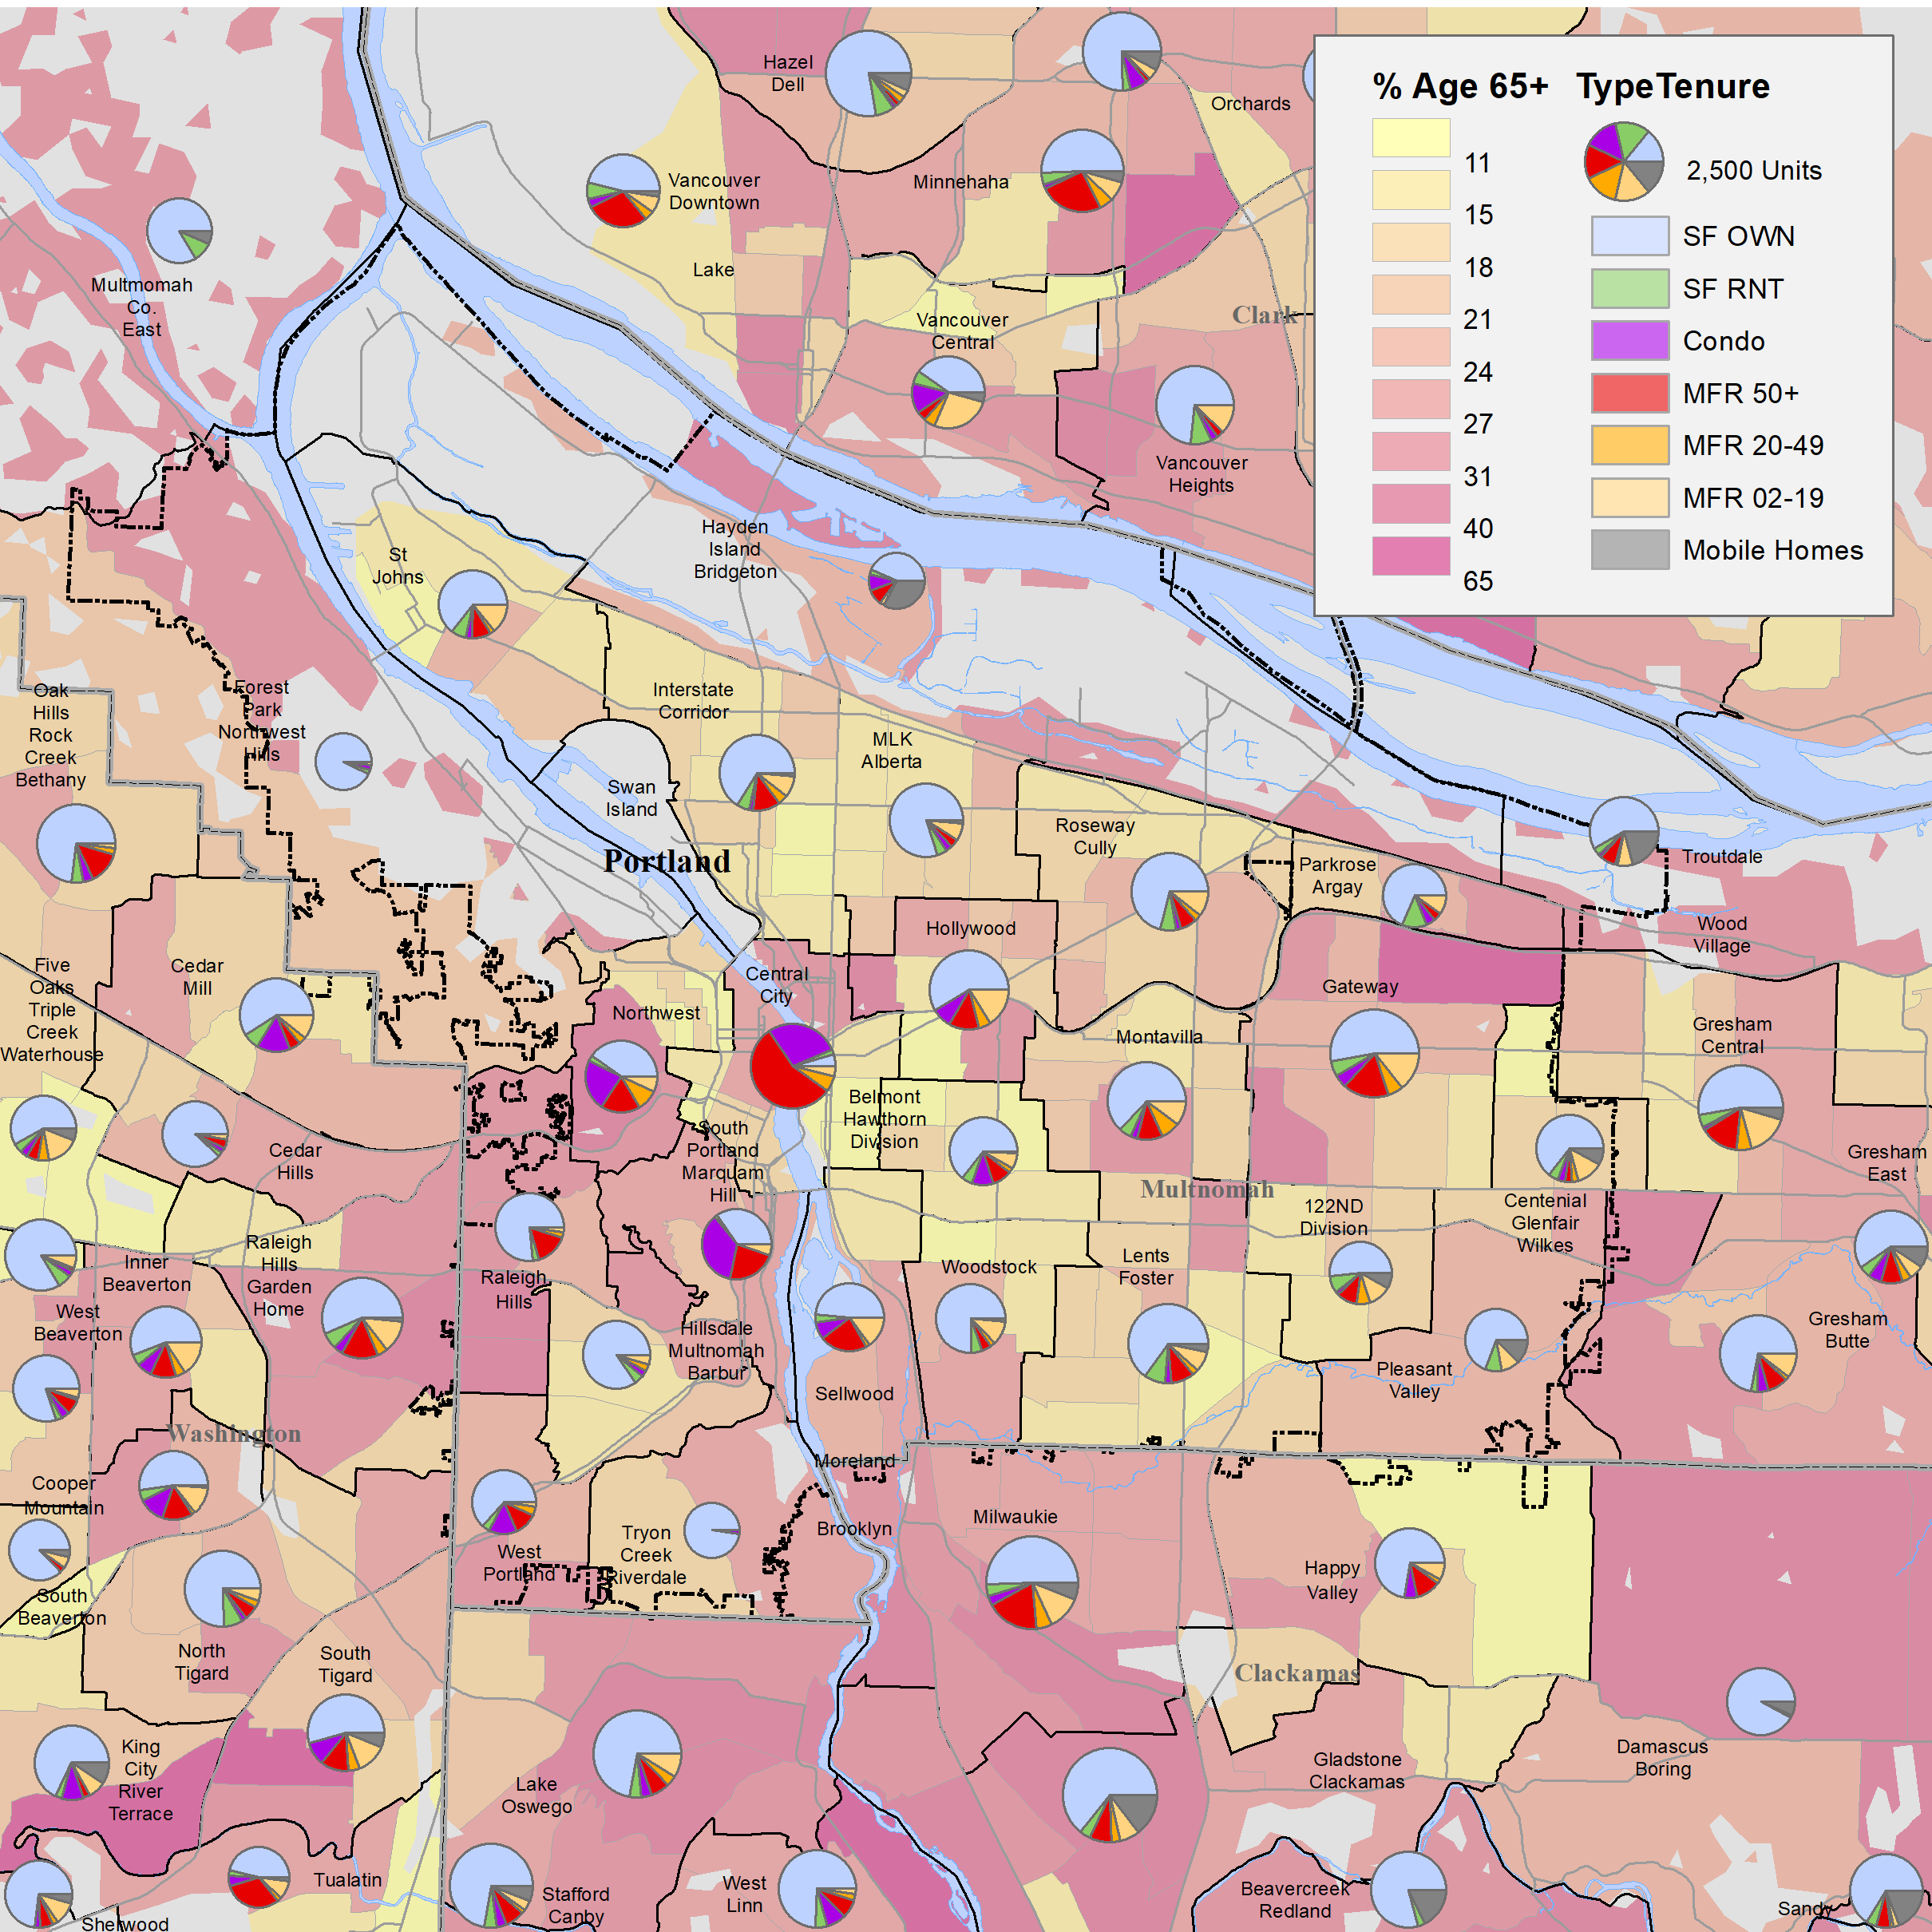 % Age 65+
TypeTenure
11
15
18
21
24
27
31
40
65
2,500 Units
SF OWN
SF RNT
Condo
MFR 50+
MFR 20-49
MFR 02-19
Mobile Homes
Hazel
Dell
Orchards
Vancouver
Downtown
Minnehaha
Lake
Multmomah
Co.
East
Clark
Vancouver
Central
Vancouver
Heights
Hayden
Island
Bridgeton
St
Johns
Oak
Hills
Rock
Creek
Bethany
Forest
Park
Northwest
Hills
Interstate
Corridor
MLK
Alberta
Swan
Island
Portland
Roseway
Cully
Parkrose
Argay
Troutdale
Wood
Village
Hollywood
Five
Oaks
Triple
Creek
Waterhouse
Cedar
Mill
Central
City
Northwest
Gateway
Montavilla
Gresham
Central
Belmont
Hawthorn
Division
Cedar
Hills
South
Portland
Marquam
Hill
Multnomah
Gresham
East
122ND
Division
Centenial
Glenfair
Wilkes
Raleigh
Hills
Garden
Home
Inner
Beaverton
West
Beaverton
Raleigh
Hills
Woodstock
Lents
Foster
Hillsdale
Multnomah
Barbur
Gresham
Butte
Pleasant
Valley
Sellwood
Moreland
Brooklyn
Washington
Cooper
Mountain
Milwaukie
Tryon
Creek
Riverdale
West
Portland
Happy
Valley
South
Beaverton
North
Tigard
South
Tigard
Clackamas
King
City
River
Terrace
Lake
Oswego
Gladstone
Clackamas
Damascus
Boring
Tualatin
Stafford
Canby
West
Linn
Beavercreek
Redland
Sandy
Sherwood